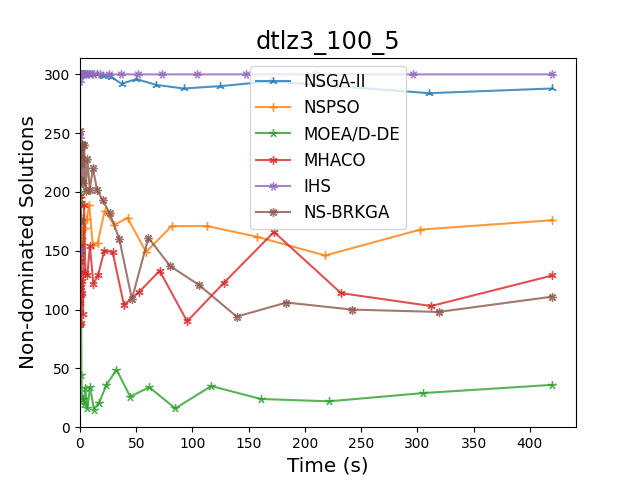 dtlz3_100_5
NSGA-II
NSPSO
MOEA/D-DE
MHACO
IHS
NS-BRKGA
Non-dominated Solutions
300
250
200
150
100
50
0
0 50 100 150 200 250 300 350 400
Time (s)